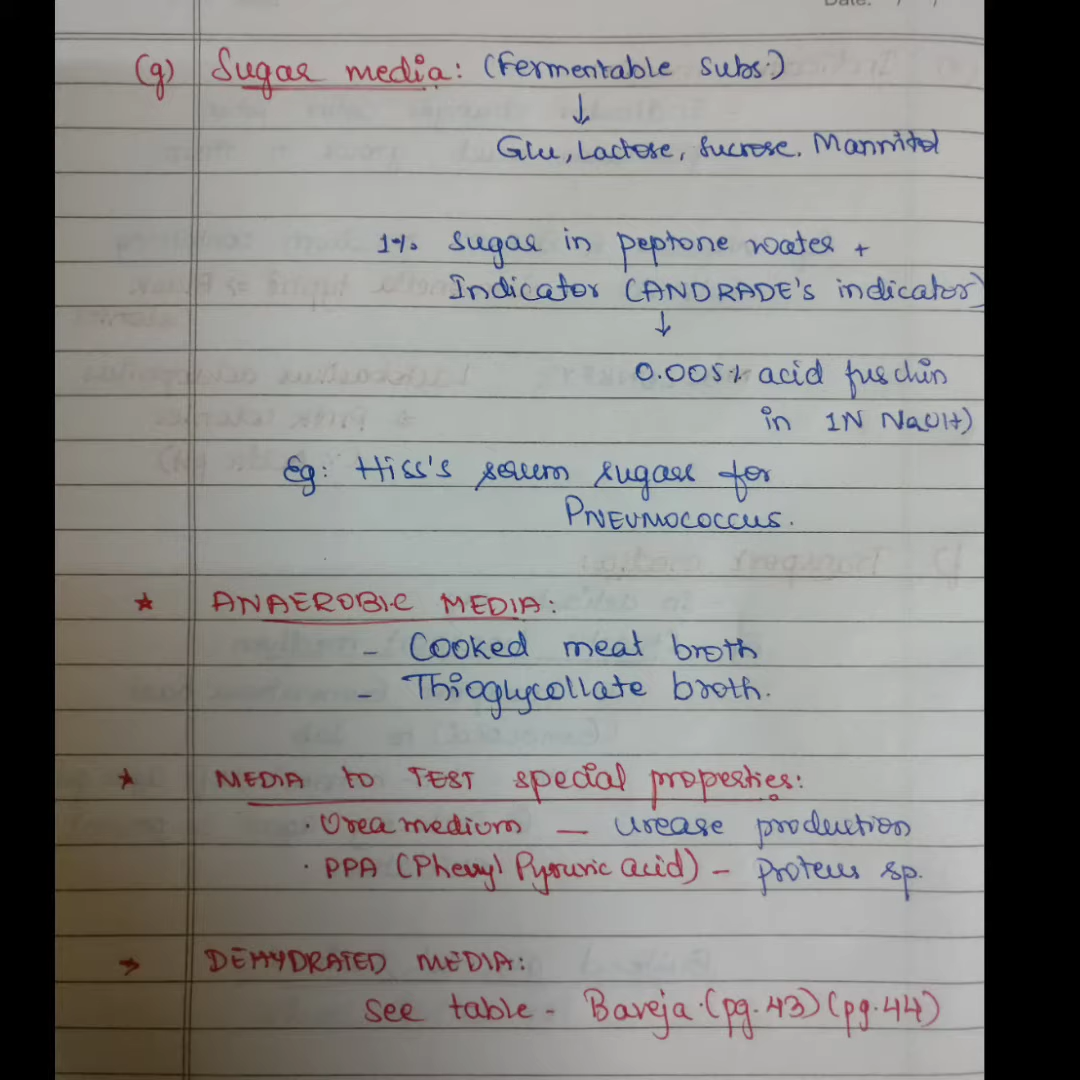 Date: / /
(g) Sugar media: (Fermentable subs:)
↓
Glu, Lactose, Sucrose. Mannitol
1% sugar in peptone water +
Indicator (ANDRADE's indicator)
↓
0.005% acid fuschin
in 1N NaOH)
Eg: Hiss's serum sugars for
PNEUMOCOCCUS.
★ ANAEROBIC MEDIA:
- Cooked meat broth
- Thioglycollate broth.
★ MEDIA to TEST special properties:
· Urea medium — urease production
· PPA (Phenyl Pyruvic acid) - Proteus sp.
→ DEHYDRATED MEDIA:
See table - Baveja. (pg. 43) (pg. 44)